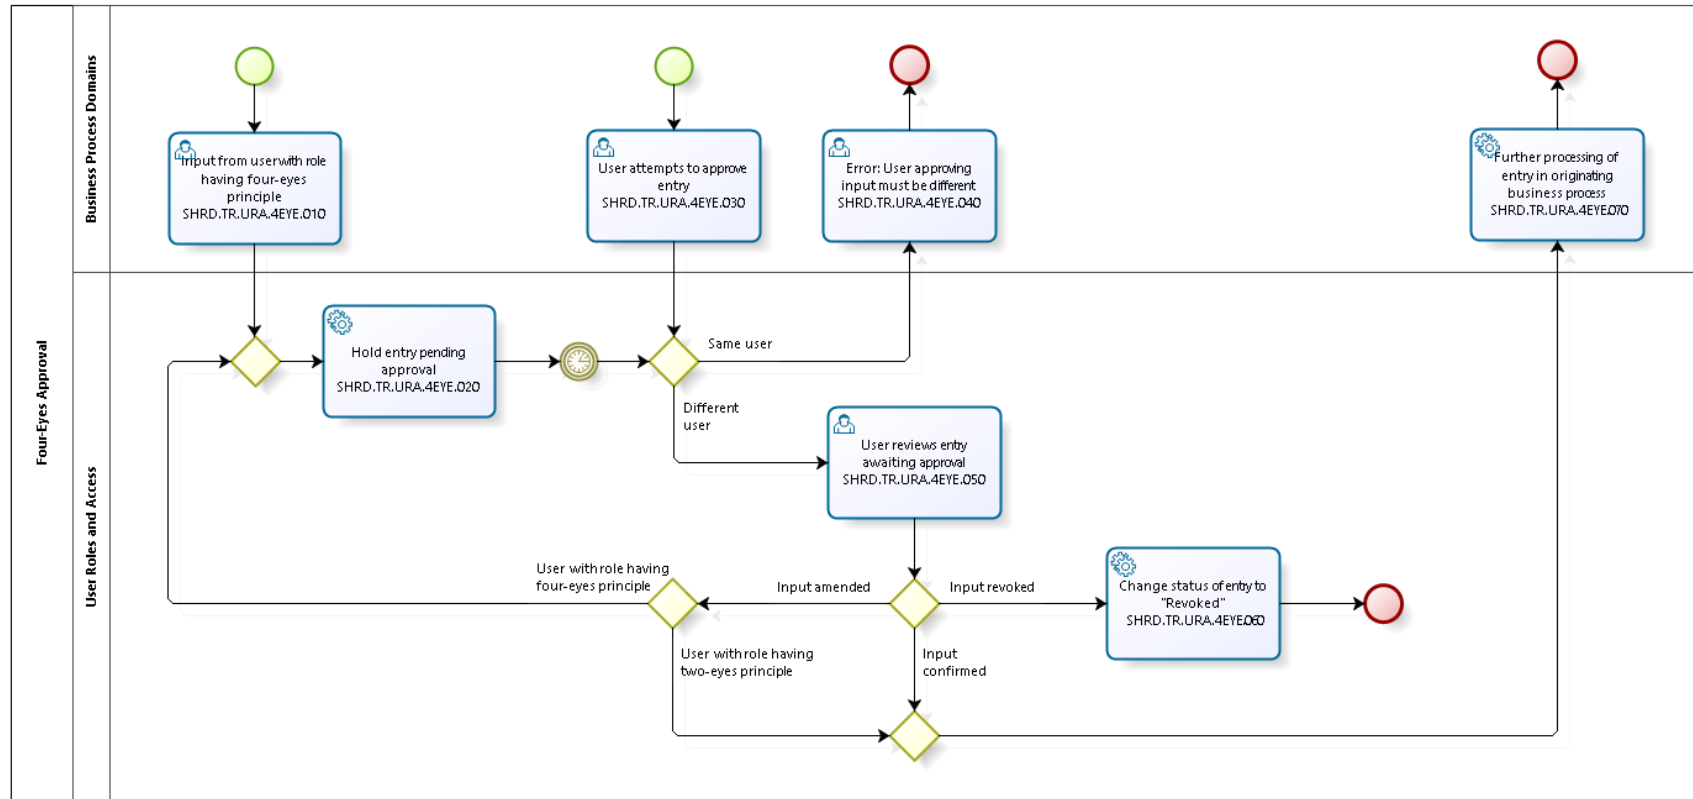 Four-Eyes Approval
Business Process Domains
User Roles and Access
Input from user with role
having four-eyes
principle
SHRD.TR.URA.4EYE.010
User attempts to approve
entry
SHRD.TR.URA.4EYE.030
Error: User approving
input must be different
SHRD.TR.URA.4EYE.040
Further processing of
entry in originating
business process
SHRD.TR.URA.4EYE.070
Hold entry pending
approval
SHRD.TR.URA.4EYE.020
Same user
Different
user
User reviews entry
awaiting approval
SHRD.TR.URA.4EYE.050
User with role having
four-eyes principle
Input amended
Input revoked
Change status of entry to
"Revoked"
SHRD.TR.URA.4EYE.060
User with role having
two-eyes principle
Input
confirmed